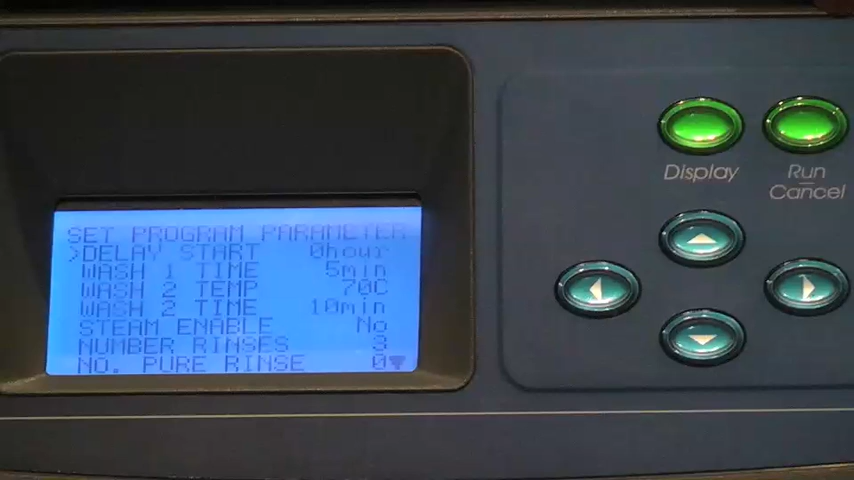 SET PROGRAM PARAMETER
>DELAY START 0hour
WASH 1 TIME 5min
WASH 2 TEMP 70C
WASH 2 TIME 10min
STEAM ENABLE No
NUMBER RINSES 3
NO. PURE RINSE 0▼
Display
Run
Cancel